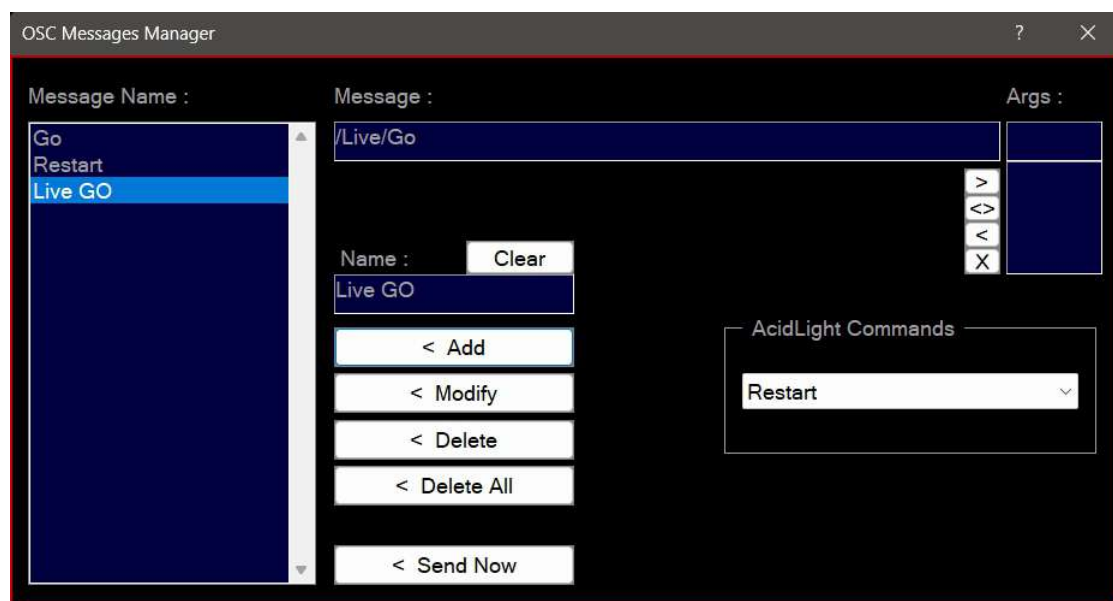 OSC Messages Manager ? X
Message Name :
Go
Restart
Live GO
Message :
/Live/Go
Args :
>
<>
<
X
Name :
Clear
Live GO
< Add
< Modify
< Delete
< Delete All
< Send Now
AcidLight Commands
Restart